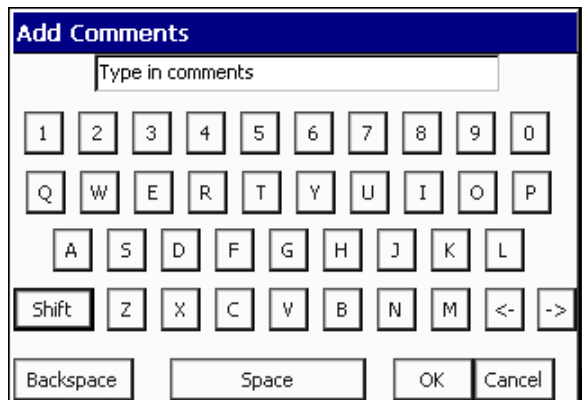 Add Comments
Type in comments
1 2 3 4 5 6 7 8 9 0
Q W E R T Y U I O P
A S D F G H J K L
Shift Z X C V B N M <- ->
Backspace Space OK Cancel